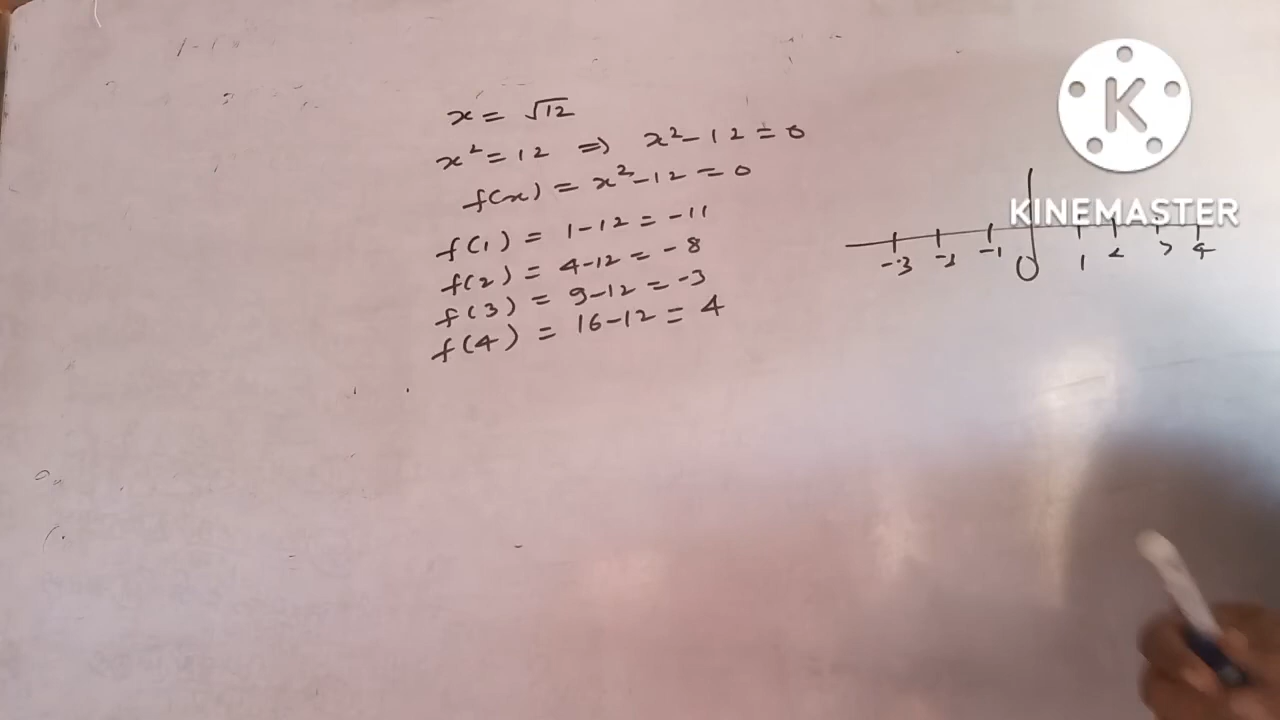 x = √12
x² = 12 ⇒ x² - 12 = 0
f(x) = x² - 12 = 0
f(1) = 1 - 12 = -11
f(2) = 4 - 12 = -8
f(3) = 9 - 12 = -3
f(4) = 16 - 12 = 4
K
KINEMASTER
-3 -2 -1 0 1 2 3 4